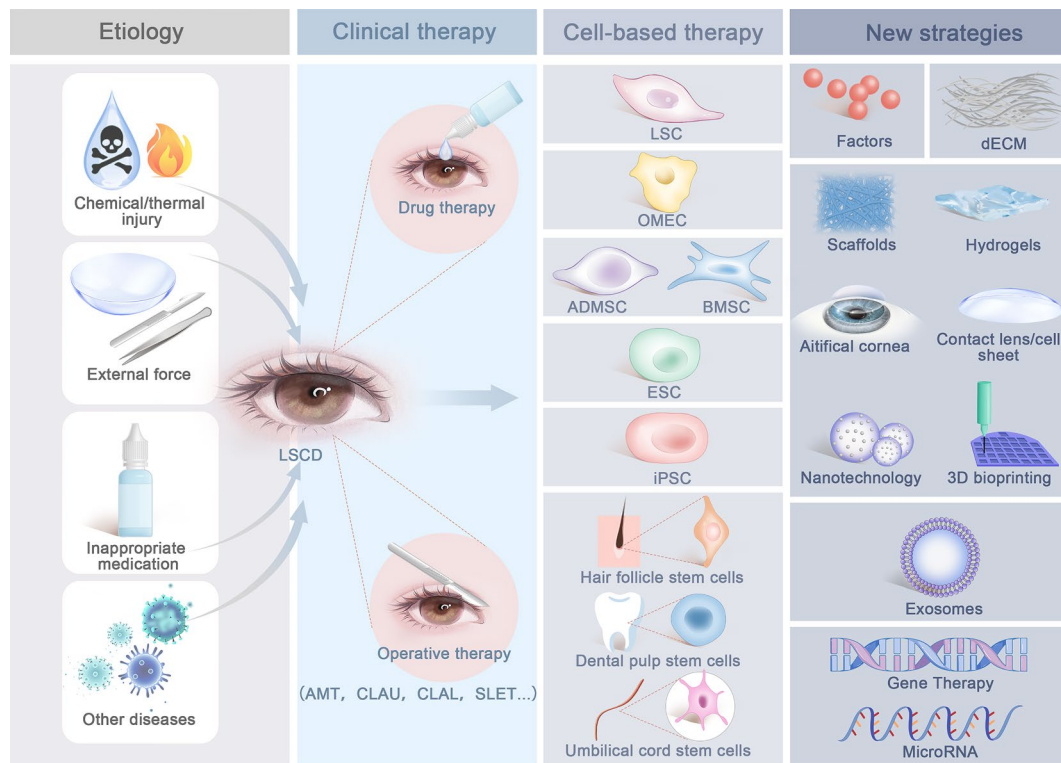 Etiology
Clinical therapy
Cell-based therapy
New strategies
Chemical/thermal
injury
External force
Inappropriate
medication
Other diseases
LSCD
Drug therapy
Operative therapy
(AMT, CLAU, CLAL, SLET...)
LSC
OMEC
ADMSC
BMSC
ESC
iPSC
Hair follicle stem cells
Dental pulp stem cells
Umbilical cord stem cells
Factors
dECM
Scaffolds
Hydrogels
Aitifical cornea
Contact lens/cell
sheet
Nanotechnology
3D bioprinting
Exosomes
Gene Therapy
MicroRNA